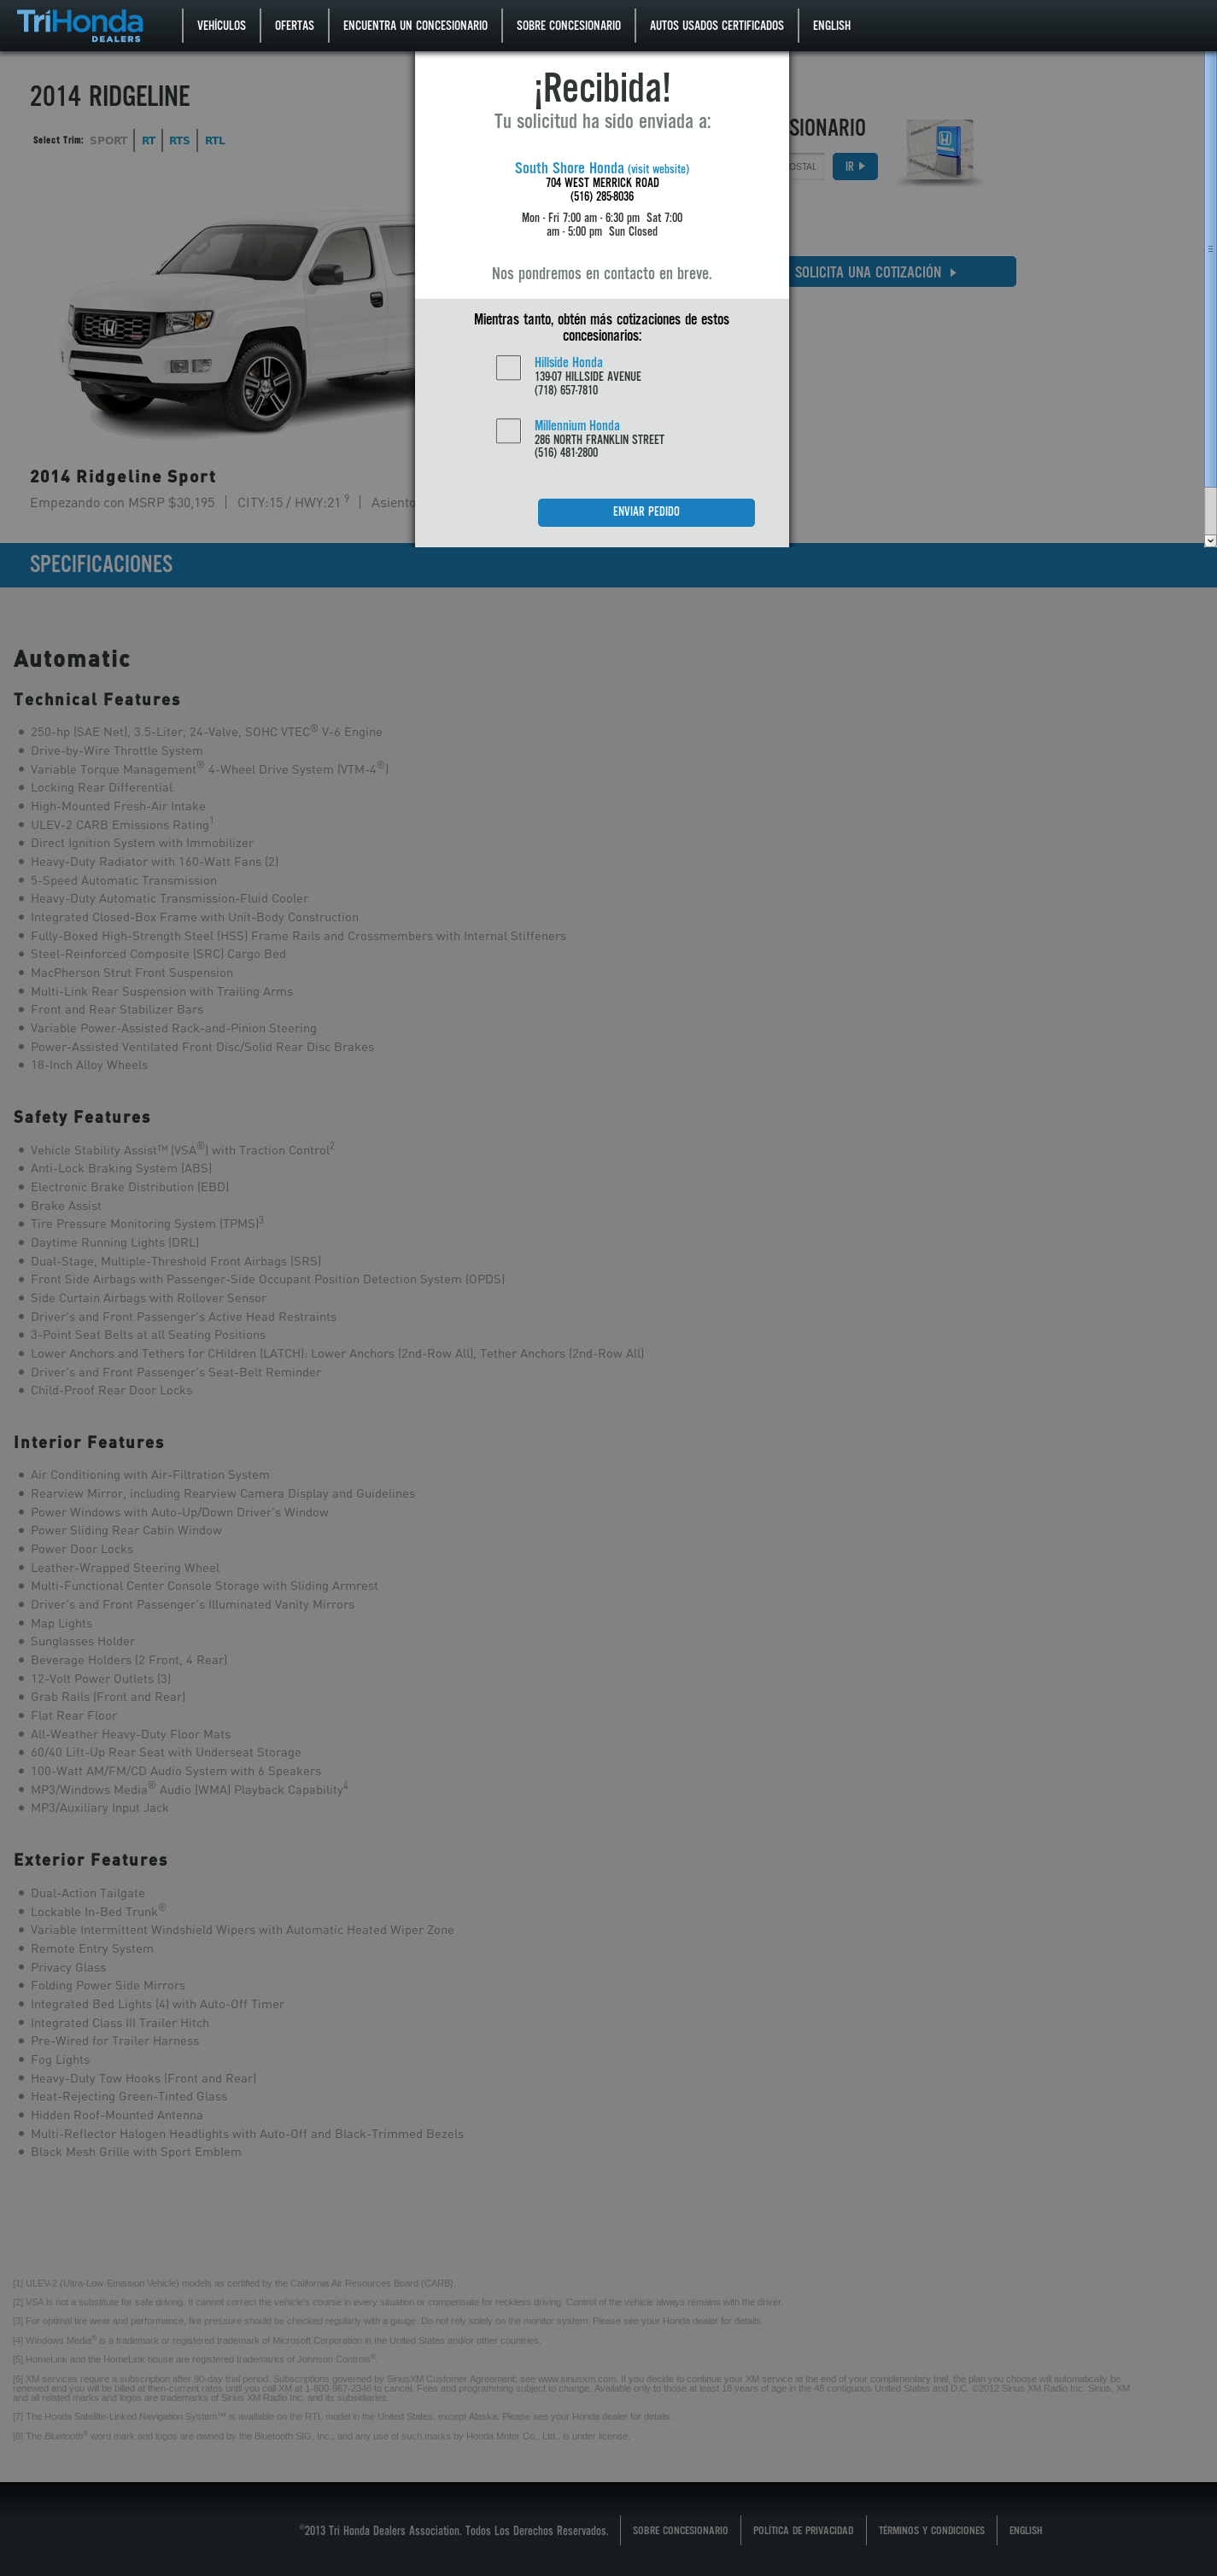 TriHonda
DEALERS
VEHÍCULOS
OFERTAS
ENCUENTRA UN CONCESIONARIO
SOBRE CONCESIONARIO
AUTOS USADOS CERTIFICADOS
ENGLISH
2014 RIDGELINE
Select Trim: SPORT RT RTS RTL
¡Recibida!
Tu solicitud ha sido enviada a:
South Shore Honda (visit website)
704 WEST MERRICK ROAD
(516) 285-8036
Mon - Fri 7:00 am - 6:30 pm Sat 7:00
am - 5:00 pm Sun Closed
Nos pondremos en contacto en breve.
Mientras tanto, obtén más cotizaciones de estos
concesionarios:
Hillside Honda
139-07 HILLSIDE AVENUE
(718) 657-7810
Millennium Honda
286 NORTH FRANKLIN STREET
(516) 481-2800
ENVIAR PEDIDO
SIONARIO
OSTAL
IR
SOLICITA UNA COTIZACIÓN
2014 Ridgeline Sport
Empezando con MSRP $30,195 | CITY:15 / HWY:21 9 | Asiento
SPECIFICACIONES
Automatic
Technical Features
250-hp (SAE Net), 3.5-Liter, 24-Valve, SOHC VTEC® V-6 Engine
Drive-by-Wire Throttle System
Variable Torque Management® 4-Wheel Drive System (VTM-4®)
Locking Rear Differential
High-Mounted Fresh-Air Intake
ULEV-2 CARB Emissions Rating1
Direct Ignition System with Immobilizer
Heavy-Duty Radiator with 160-Watt Fans (2)
5-Speed Automatic Transmission
Heavy-Duty Automatic Transmission-Fluid Cooler
Integrated Closed-Box Frame with Unit-Body Construction
Fully-Boxed High-Strength Steel (HSS) Frame Rails and Crossmembers with Internal Stiffeners
Steel-Reinforced Composite (SRC) Cargo Bed
MacPherson Strut Front Suspension
Multi-Link Rear Suspension with Trailing Arms
Front and Rear Stabilizer Bars
Variable Power-Assisted Rack-and-Pinion Steering
Power-Assisted Ventilated Front Disc/Solid Rear Disc Brakes
18-Inch Alloy Wheels
Safety Features
Vehicle Stability Assist™ (VSA®) with Traction Control2
Anti-Lock Braking System (ABS)
Electronic Brake Distribution (EBD)
Brake Assist
Tire Pressure Monitoring System (TPMS)3
Daytime Running Lights (DRL)
Dual-Stage, Multiple-Threshold Front Airbags (SRS)
Front Side Airbags with Passenger-Side Occupant Position Detection System (OPDS)
Side Curtain Airbags with Rollover Sensor
Driver's and Front Passenger's Active Head Restraints
3-Point Seat Belts at all Seating Positions
Lower Anchors and Tethers for CHildren (LATCH): Lower Anchors (2nd-Row All), Tether Anchors (2nd-Row All)
Driver's and Front Passenger's Seat-Belt Reminder
Child-Proof Rear Door Locks
Interior Features
Air Conditioning with Air-Filtration System
Rearview Mirror, including Rearview Camera Display and Guidelines
Power Windows with Auto-Up/Down Driver's Window
Power Sliding Rear Cabin Window
Power Door Locks
Leather-Wrapped Steering Wheel
Multi-Functional Center Console Storage with Sliding Armrest
Driver's and Front Passenger's Illuminated Vanity Mirrors
Map Lights
Sunglasses Holder
Beverage Holders (2 Front, 4 Rear)
12-Volt Power Outlets (3)
Grab Rails (Front and Rear)
Flat Rear Floor
All-Weather Heavy-Duty Floor Mats
60/40 Lift-Up Rear Seat with Underseat Storage
100-Watt AM/FM/CD Audio System with 6 Speakers
MP3/Windows Media® Audio (WMA) Playback Capability4
MP3/Auxiliary Input Jack
Exterior Features
Dual-Action Tailgate
Lockable In-Bed Trunk®
Variable Intermittent Windshield Wipers with Automatic Heated Wiper Zone
Remote Entry System
Privacy Glass
Folding Power Side Mirrors
Integrated Bed Lights (4) with Auto-Off Timer
Integrated Class III Trailer Hitch
Pre-Wired for Trailer Harness
Fog Lights
Heavy-Duty Tow Hooks (Front and Rear)
Heat-Rejecting Green-Tinted Glass
Hidden Roof-Mounted Antenna
Multi-Reflector Halogen Headlights with Auto-Off and Black-Trimmed Bezels
Black Mesh Grille with Sport Emblem
[1] ULEV-2 (Ultra-Low-Emission Vehicle) models as certified by the California Air Resources Board (CARB).
[2] VSA is not a substitute for safe driving. It cannot correct the vehicle's course in every situation or compensate for reckless driving. Control of the vehicle always remains with the driver.
[3] For optimal tire wear and performance, tire pressure should be checked regularly with a gauge. Do not rely solely on the monitor system. Please see your Honda dealer for details.
[4] Windows Media® is a trademark or registered trademark of Microsoft Corporation in the United States and/or other countries.
[5] HomeLink and the HomeLink house are registered trademarks of Johnson Controls®.
[6] XM services require a subscription after 90-day trial period. Subscriptions governed by SiriusXM Customer Agreement; see www.siriusxm.com. If you decide to continue your XM service at the end of your complimentary trial, the plan you choose will automatically be
renewed and you will be billed at then-current rates until you call XM at 1-800-967-2346 to cancel. Fees and programming subject to change. Available only to those at least 18 years of age in the 48 contiguous United States and D.C. ©2012 Sirius XM Radio Inc. Sirius, XM
and all related marks and logos are trademarks of Sirius XM Radio Inc. and its subsidiaries.
[7] The Honda Satellite-Linked Navigation System™ is available on the RTL model in the United States, except Alaska. Please see your Honda dealer for details.
[8] The Bluetooth® word mark and logos are owned by the Bluetooth SIG, Inc., and any use of such marks by Honda Motor Co., Ltd., is under license.
®2013 Tri Honda Dealers Association. Todos Los Derechos Reservados.
SOBRE CONCESIONARIO
POLÍTICA DE PRIVACIDAD
TÉRMINOS Y CONDICIONES
ENGLISH